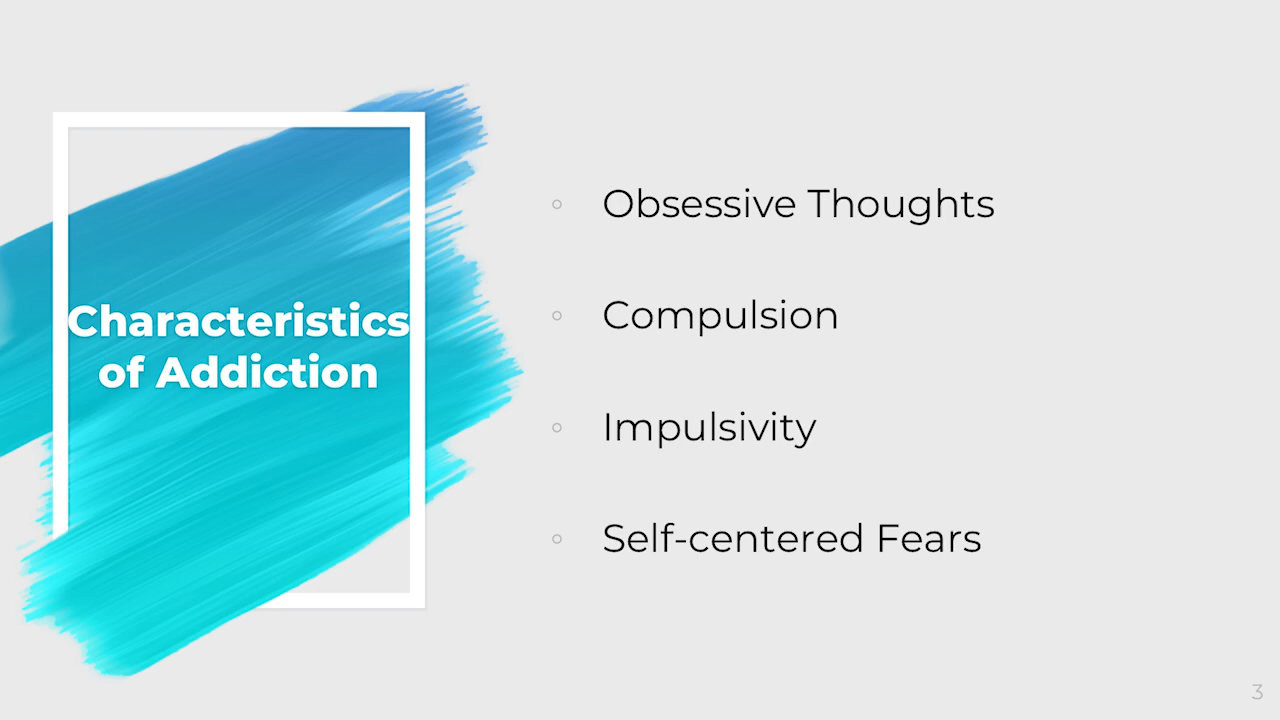 Characteristics
of Addiction
Obsessive Thoughts
Compulsion
Impulsivity
Self-centered Fears
3